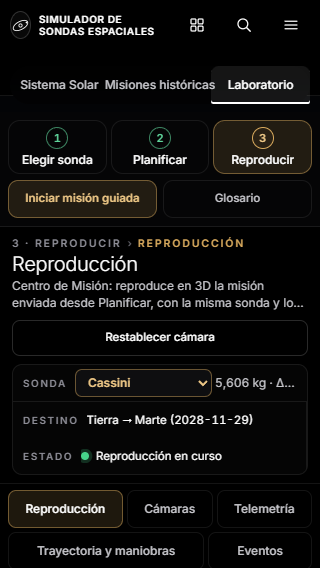 SIMULADOR DE
SONDAS ESPACIALES
Sistema Solar Misiones históricas Laboratorio
1 2 3
Elegir sonda Planificar Reproducir
Iniciar misión guiada Glosario
3 · REPRODUCIR › REPRODUCCIÓN
Reproducción
Centro de Misión: reproduce en 3D la misión
enviada desde Planificar, con la misma sonda y lo...
Restablecer cámara
SONDA Cassini 5,606 kg · Δ...
DESTINO Tierra → Marte (2028-11-29)
ESTADO Reproducción en curso
Reproducción Cámaras Telemetría
Trayectoria y maniobras Eventos